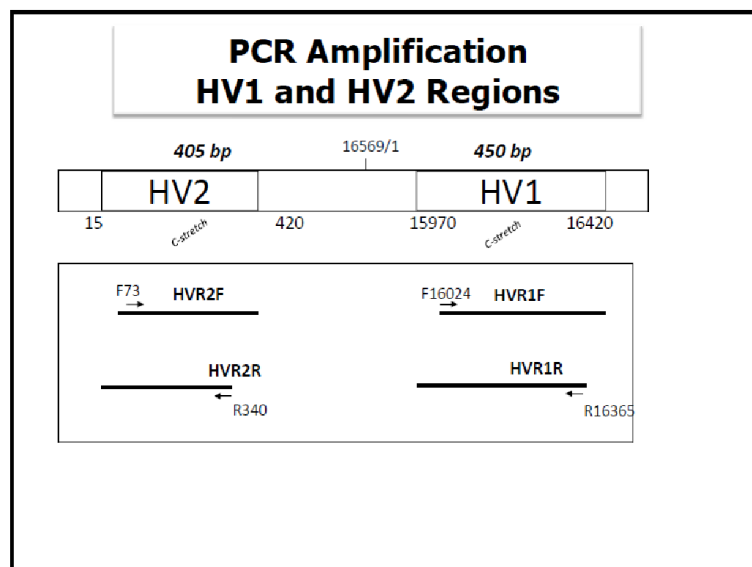 PCR Amplification
HV1 and HV2 Regions
405 bp
16569/1
450 bp
HV2
HV1
15
C-stretch
420
15970
C-stretch
16420
F73
HVR2F
F16024
HVR1F
HVR2R
HVR1R
R340
R16365